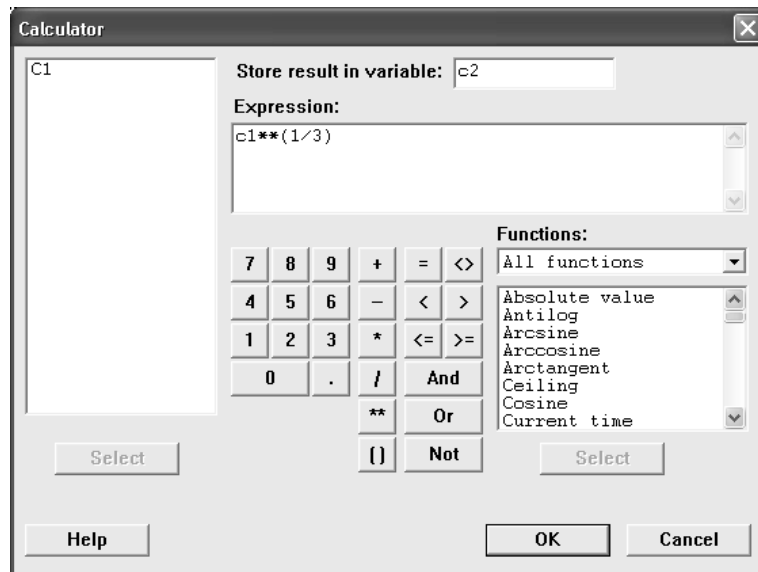 Calculator
C1
Store result in variable: c2
Expression:
c1**(1/3)
Functions:
7 8 9 + = <> All functions
4 5 6 – < >
1 2 3 * <= >=
0 . / And
** Or
() Not
Absolute value
Antilog
Arcsine
Arccosine
Arctangent
Ceiling
Cosine
Current time
Select Select
Help OK Cancel